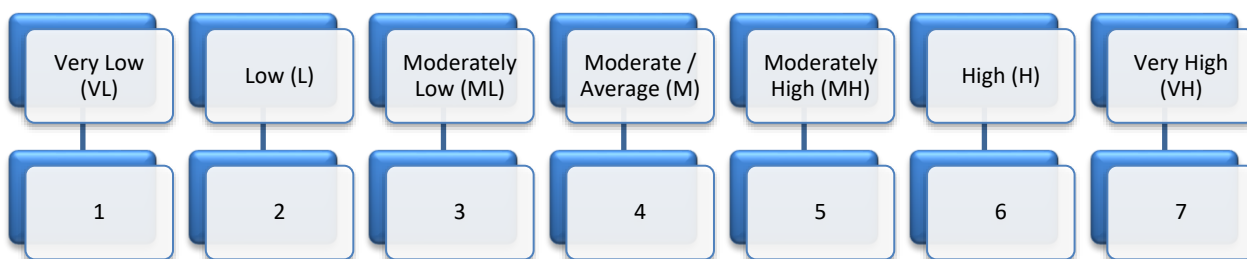 Very Low
(VL)
Low (L)
Moderately
Low (ML)
Moderate /
Average (M)
Moderately
High (MH)
High (H)
Very High
(VH)
1
2
3
4
5
6
7